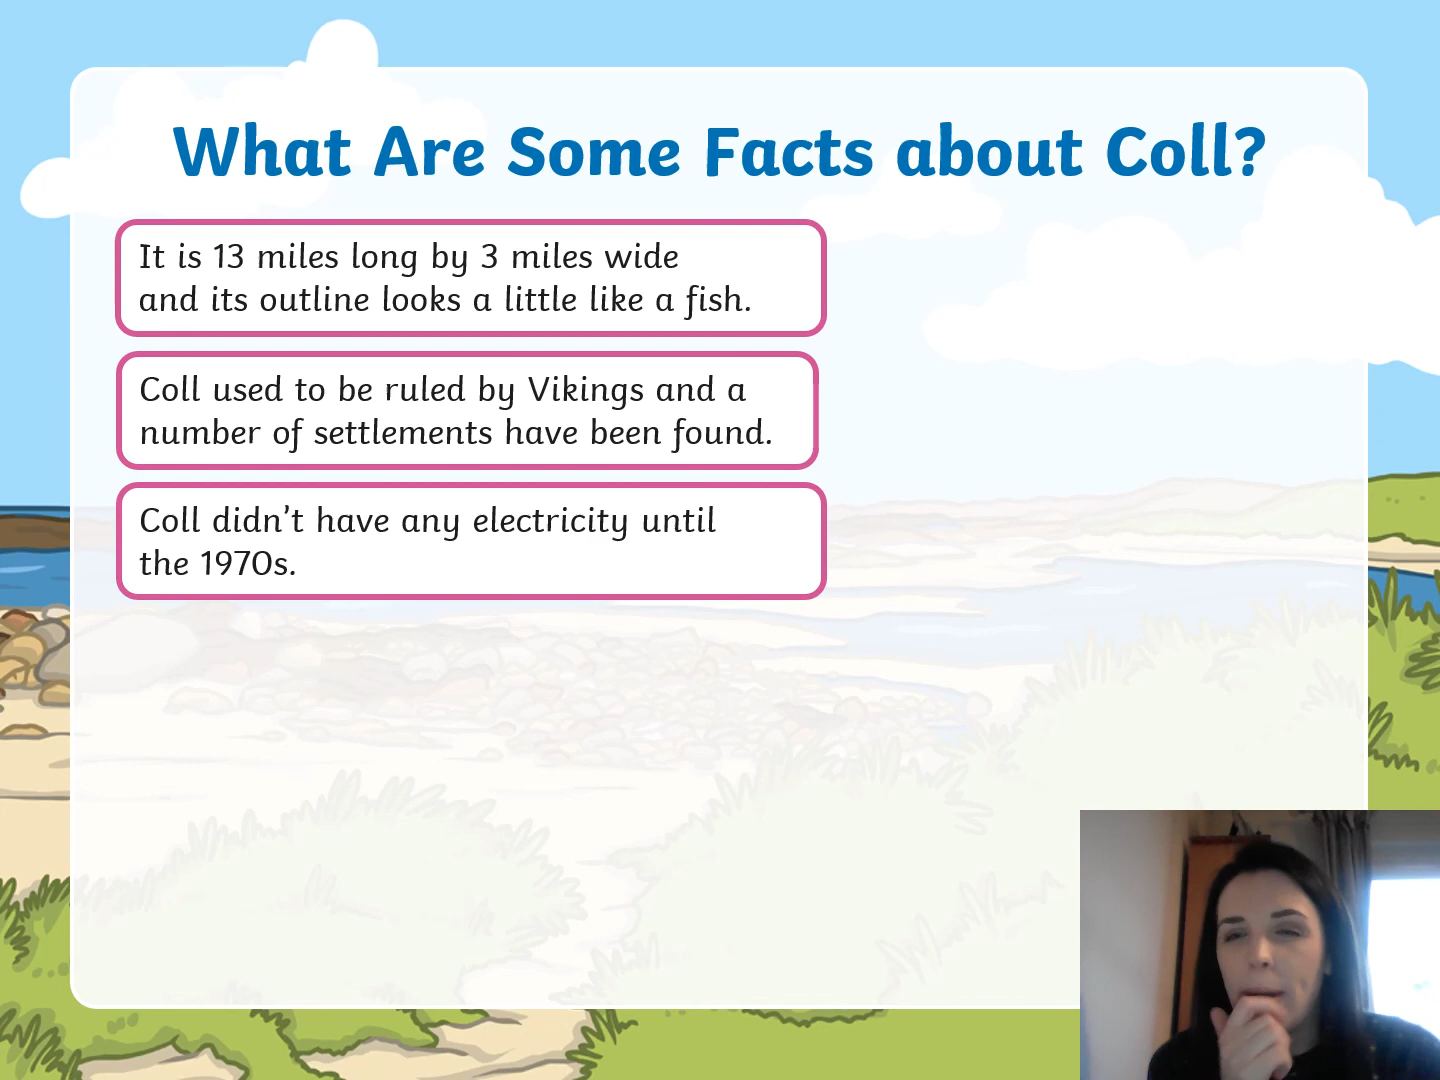 What Are Some Facts about Coll?
It is 13 miles long by 3 miles wide
and its outline looks a little like a fish.
Coll used to be ruled by Vikings and a
number of settlements have been found.
Coll didn't have any electricity until
the 1970s.